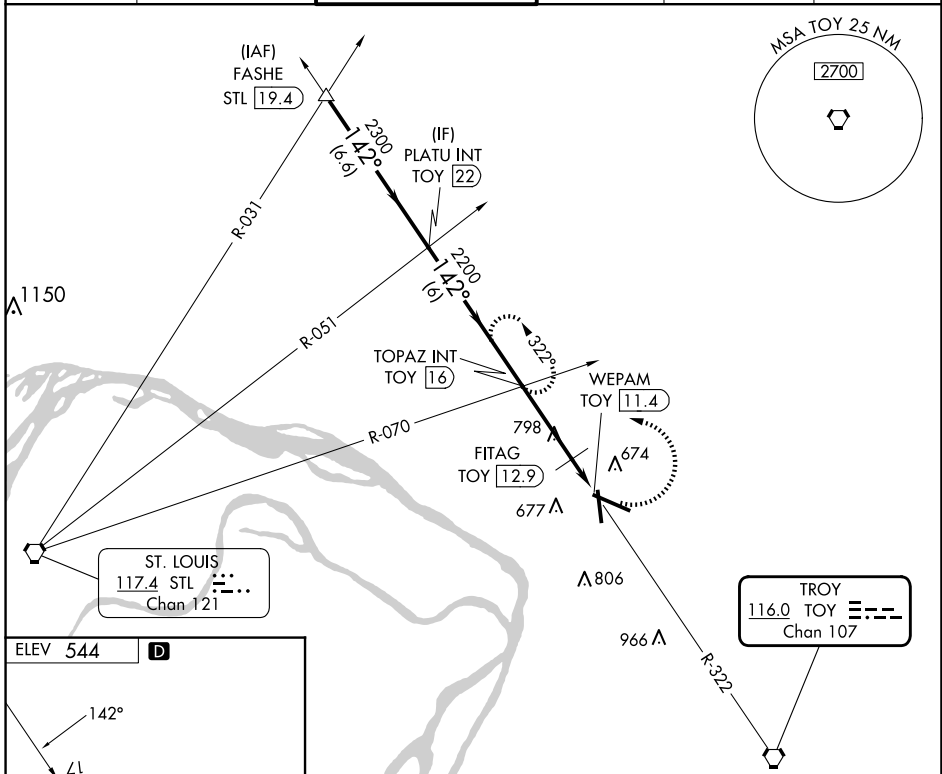 MSA TOY 25 NM
2700
(IAF)
FASHE
STL 19.4
2300
142°
(6.6)
(IF)
PLATU INT
TOY 22
R-031
2200
142°
(6)
1150
R-051
322°
TOPAZ INT
TOY 16
WEPAM
TOY 11.4
R-070
798
FITAG
TOY 12.9
674
677
ST. LOUIS
117.4 STL
Chan 121
806
TROY
116.0 TOY
Chan 107
966
R-322
ELEV 544 D
142°
17